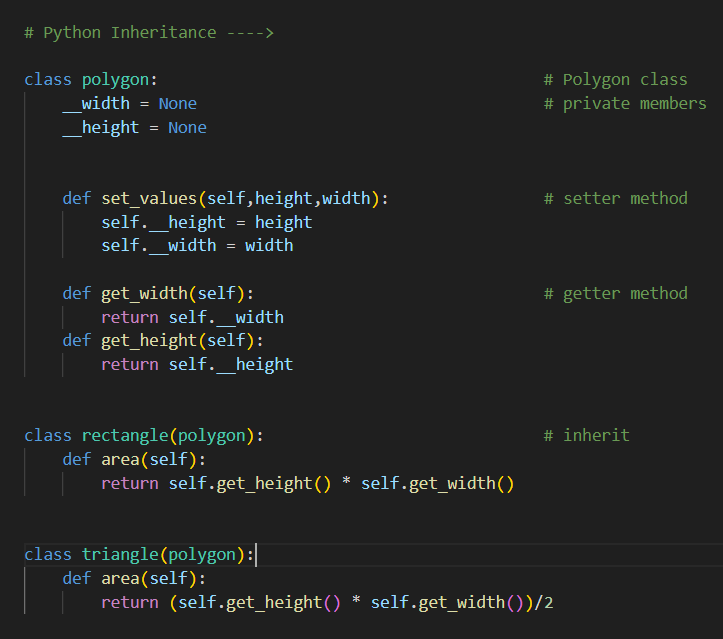 # Python Inheritance ---->
class polygon: # Polygon class
__width = None # private members
__height = None
def set_values(self,height,width): # setter method
self.__height = height
self.__width = width
def get_width(self): # getter method
return self.__width
def get_height(self):
return self.__height
class rectangle(polygon): # inherit
def area(self):
return self.get_height() * self.get_width()
class triangle(polygon):
def area(self):
return (self.get_height() * self.get_width())/2